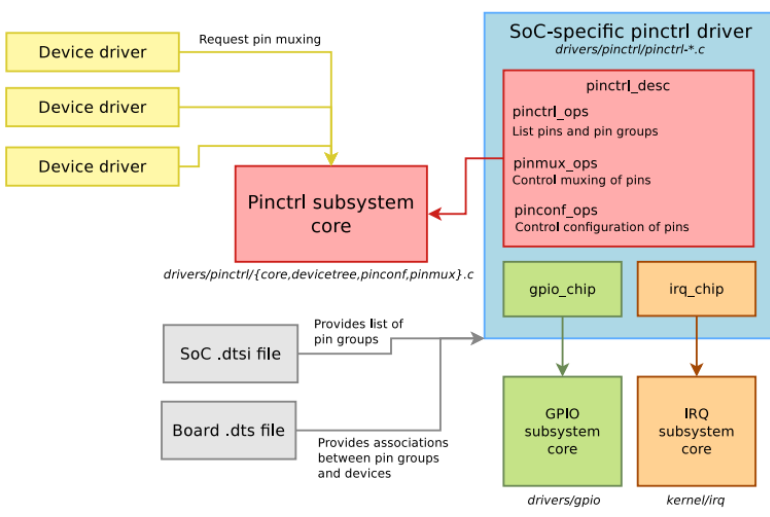 Device driver
Request pin muxing
Device driver
Device driver
Pinctrl subsystem
core
drivers/pinctrl/{core,devicetree,pinconf,pinmux}.c
SoC-specific pinctrl driver
drivers/pinctrl/pinctrl-*.c
pinctrl_desc
pinctrl_ops
List pins and pin groups
pinmux_ops
Control muxing of pins
pinconf_ops
Control configuration of pins
gpio_chip
irq_chip
SoC .dtsi file
Provides list of
pin groups
Board .dts file
Provides associations
between pin groups
and devices
GPIO
subsystem
core
drivers/gpio
IRQ
subsystem
core
kernel/irq